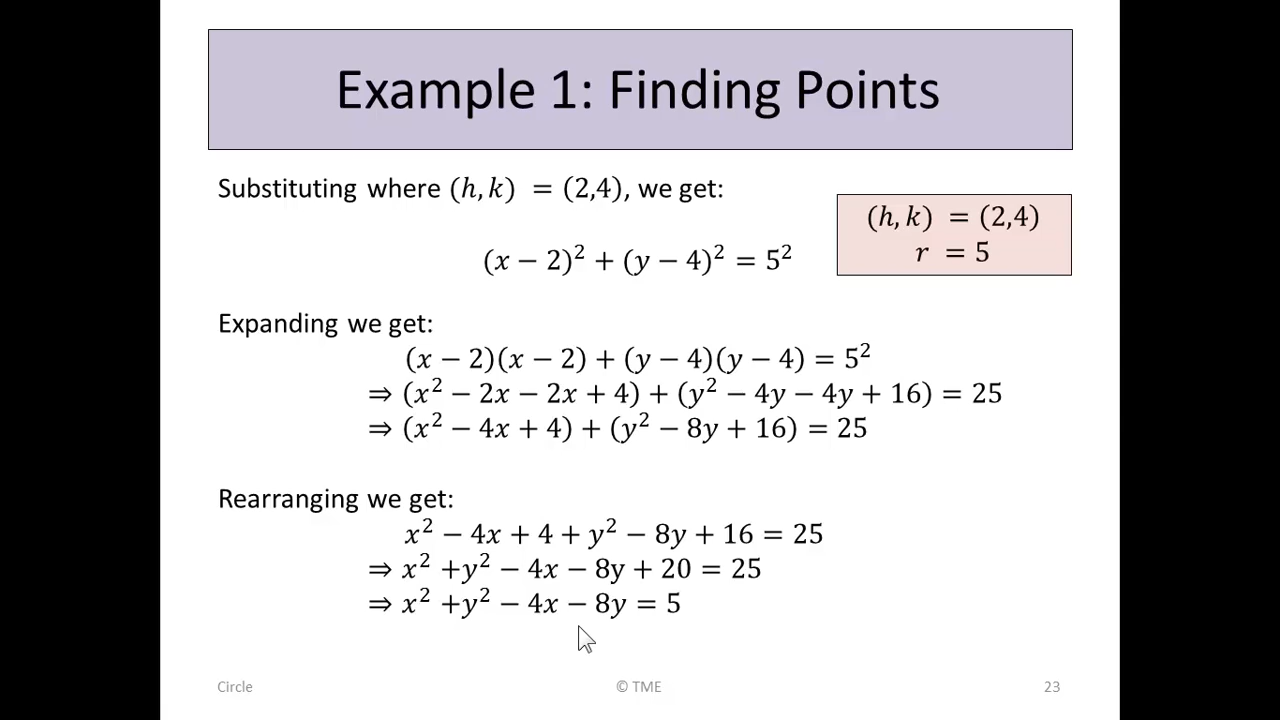 Example 1: Finding Points
Substituting where (ℎ, 𝑘) = (2,4), we get:
(ℎ, 𝑘) = (2,4)
𝑟 = 5
(𝑥 − 2)² + (𝑦 − 4)² = 5²
Expanding we get:
(𝑥 − 2)(𝑥 − 2) + (𝑦 − 4)(𝑦 − 4) = 5²
⇒ (𝑥² − 2𝑥 − 2𝑥 + 4) + (𝑦² − 4𝑦 − 4𝑦 + 16) = 25
⇒ (𝑥² − 4𝑥 + 4) + (𝑦² − 8𝑦 + 16) = 25
Rearranging we get:
𝑥² − 4𝑥 + 4 + 𝑦² − 8𝑦 + 16 = 25
⇒ 𝑥² +𝑦² − 4𝑥 − 8y + 20 = 25
⇒ 𝑥² +𝑦² − 4𝑥 − 8𝑦 = 5
Circle
© TME
23